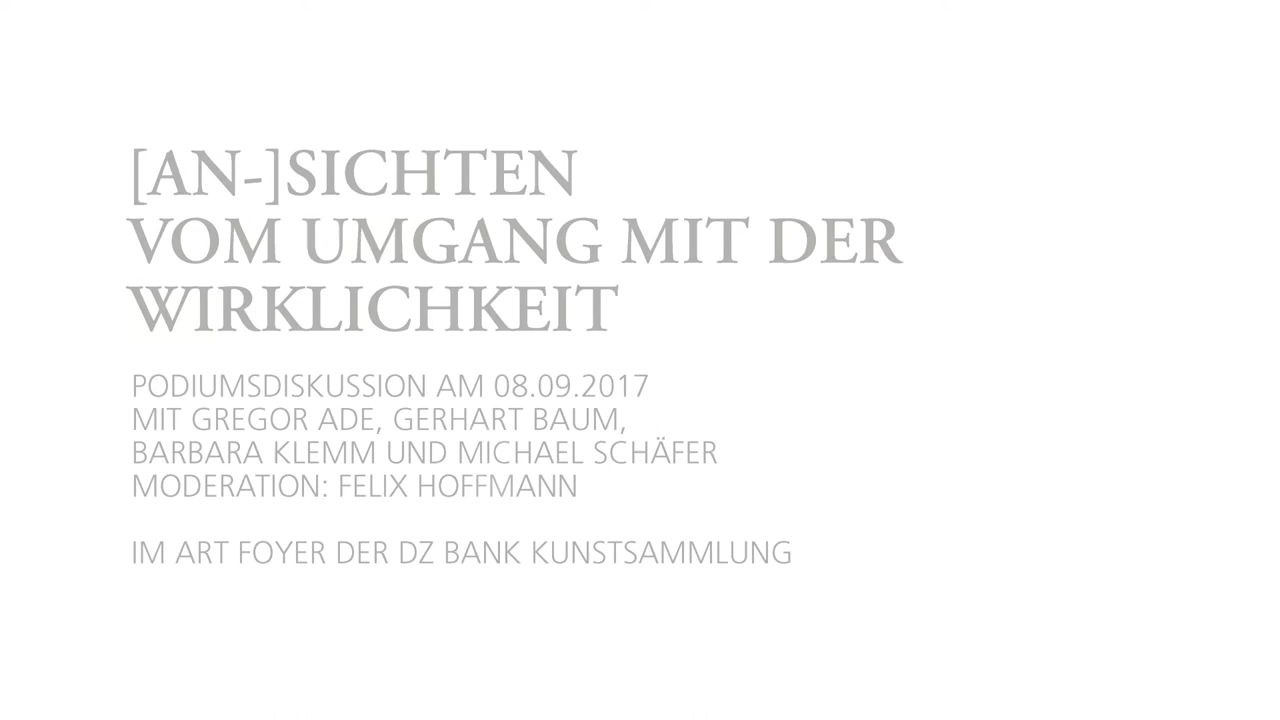 [AN-]SICHTEN
VOM UMGANG MIT DER
WIRKLICHKEIT
PODIUMSDISKUSSION AM 08.09.2017
MIT GREGOR ADE, GERHART BAUM,
BARBARA KLEMM UND MICHAEL SCHÄFER
MODERATION: FELIX HOFFMANN
IM ART FOYER DER DZ BANK KUNSTSAMMLUNG